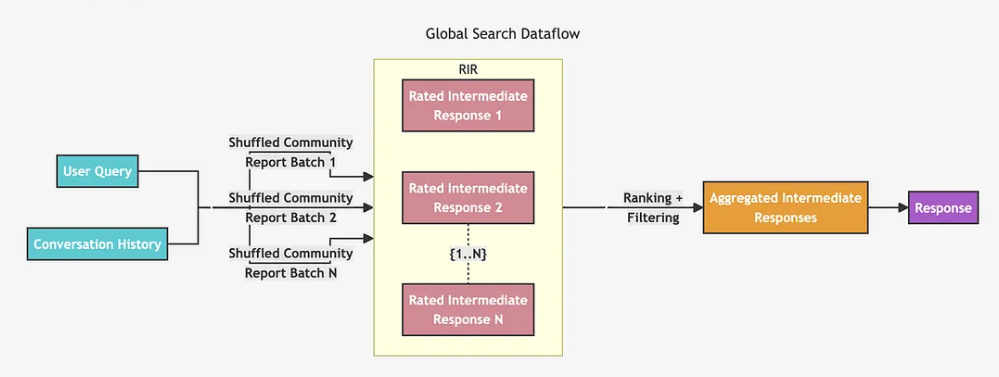 Global Search Dataflow
RIR
Rated Intermediate
Response 1
Shuffled Community
Report Batch 1
User Query
Rated Intermediate
Response 2
Shuffled Community
Report Batch 2
Ranking +
Filtering
Aggregated Intermediate
Responses
Response
Conversation History
Shuffled Community
Report Batch N
{1..N}
Rated Intermediate
Response N